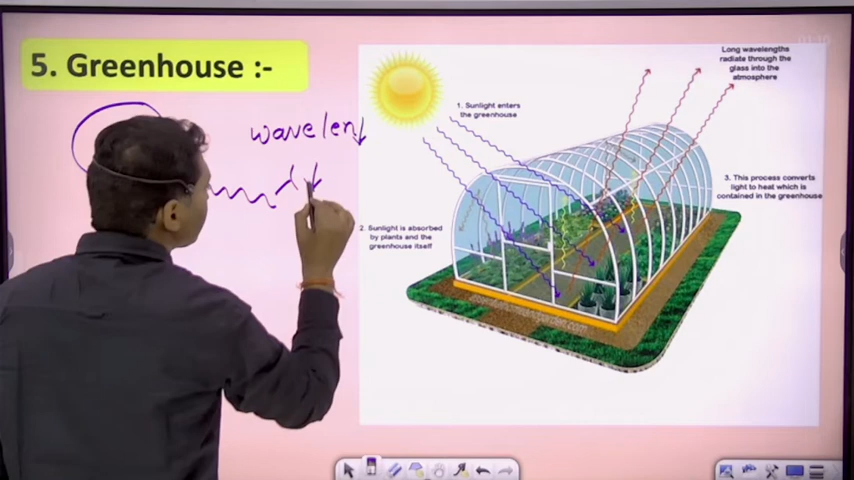 5. Greenhouse :-
wavelen
1. Sunlight enters
the greenhouse
Long wavelengths
radiate through the
glass into the
atmosphere
2. Sunlight is absorbed
by plants and the
greenhouse itself
3. This process converts
light to heat which is
contained in the greenhouse